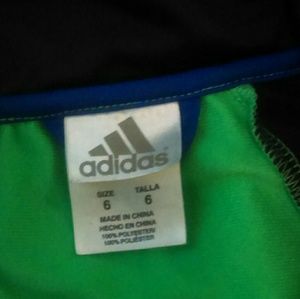 adidas
SIZE TALLA
6 6
MADE IN CHINA
HECHO EN CHINA
100% POLYESTER/
100% POLIÉSTER